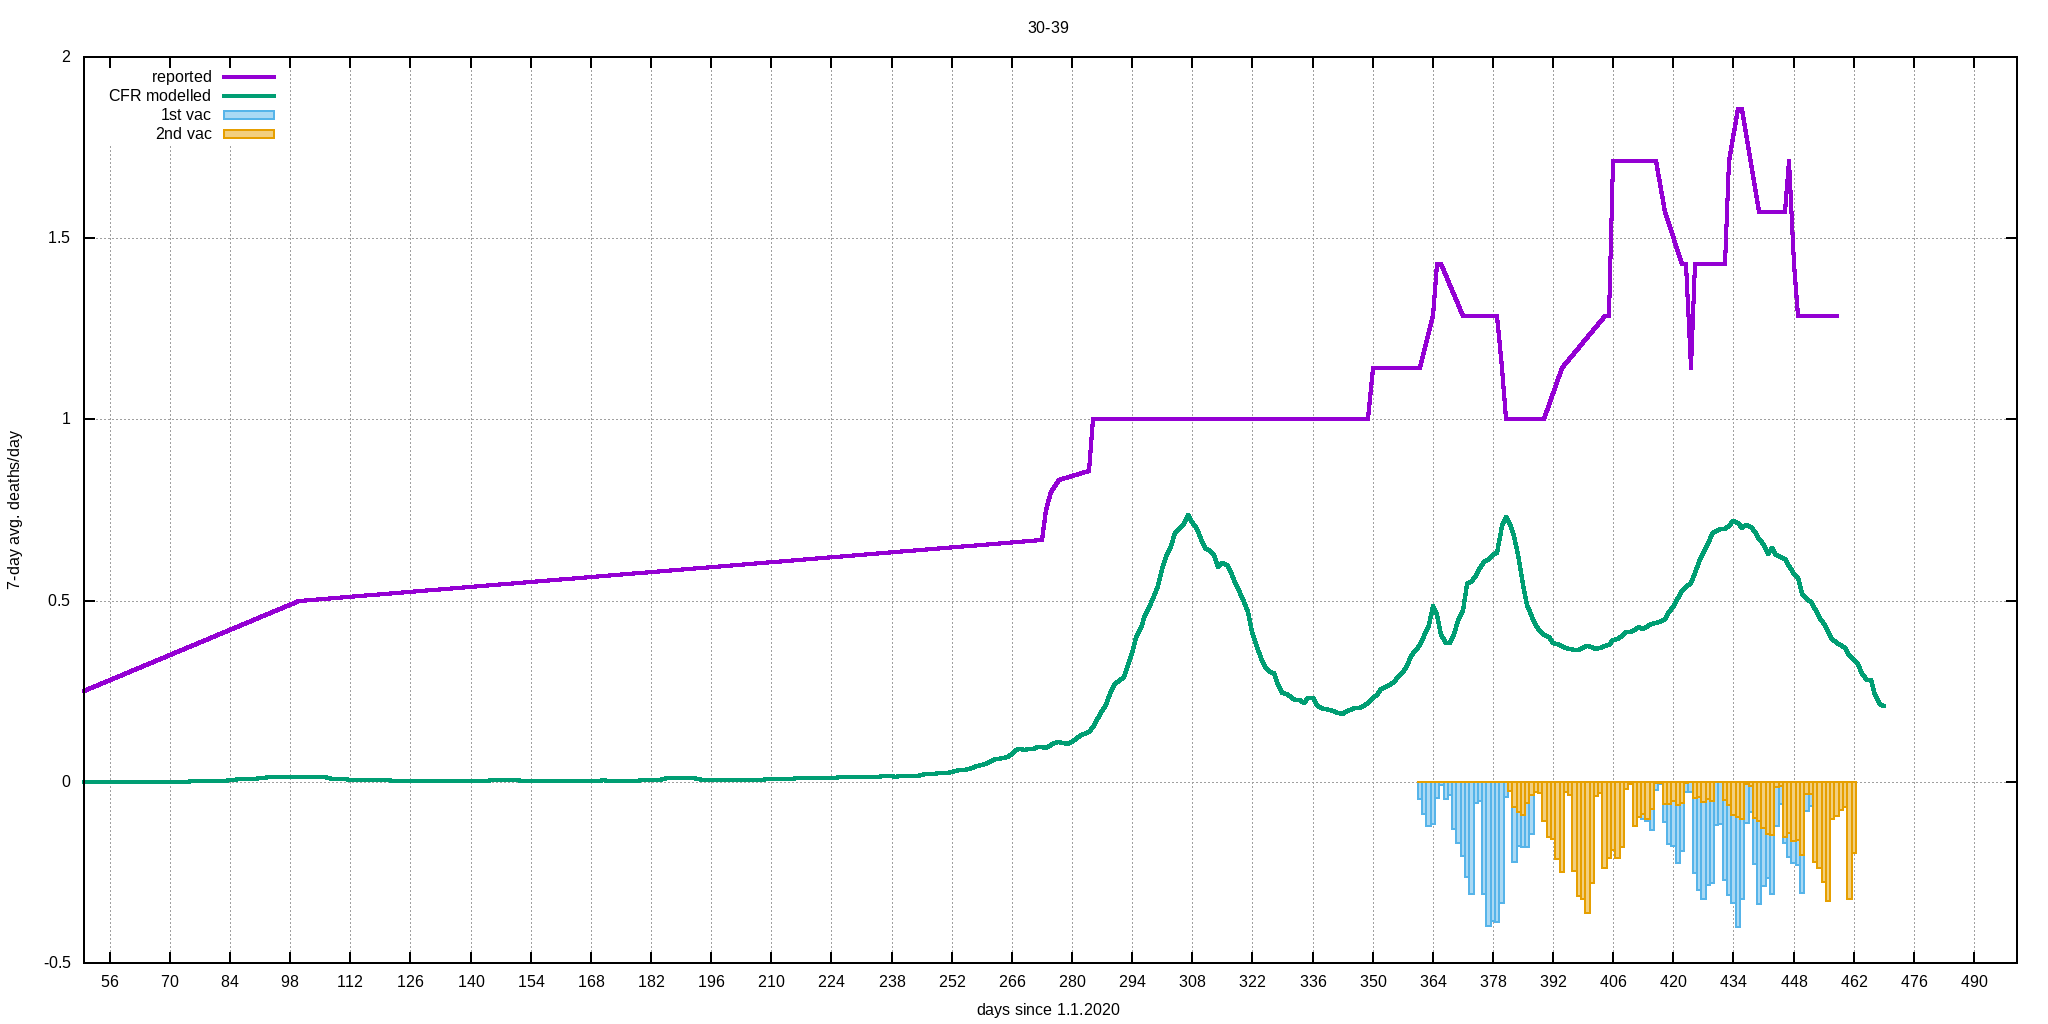 30-39
reported
CFR modelled
1st vac
2nd vac
2
1.5
1
0.5
0
-0.5
7-day avg. deaths/day
56 70 84 98 112 126 140 154 168 182 196 210 224 238 252 266 280 294 308 322 336 350 364 378 392 406 420 434 448 462 476 490
days since 1.1.2020